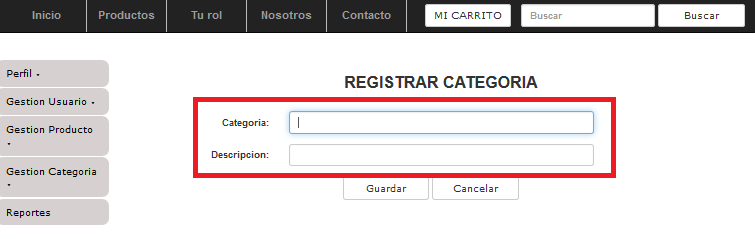 Inicio Productos Tu rol Nosotros Contacto MI CARRITO Buscar Buscar
Perfil
Gestion Usuario
Gestion Producto
Gestion Categoria
Reportes
REGISTRAR CATEGORIA
Categoria:
Descripcion:
Guardar Cancelar